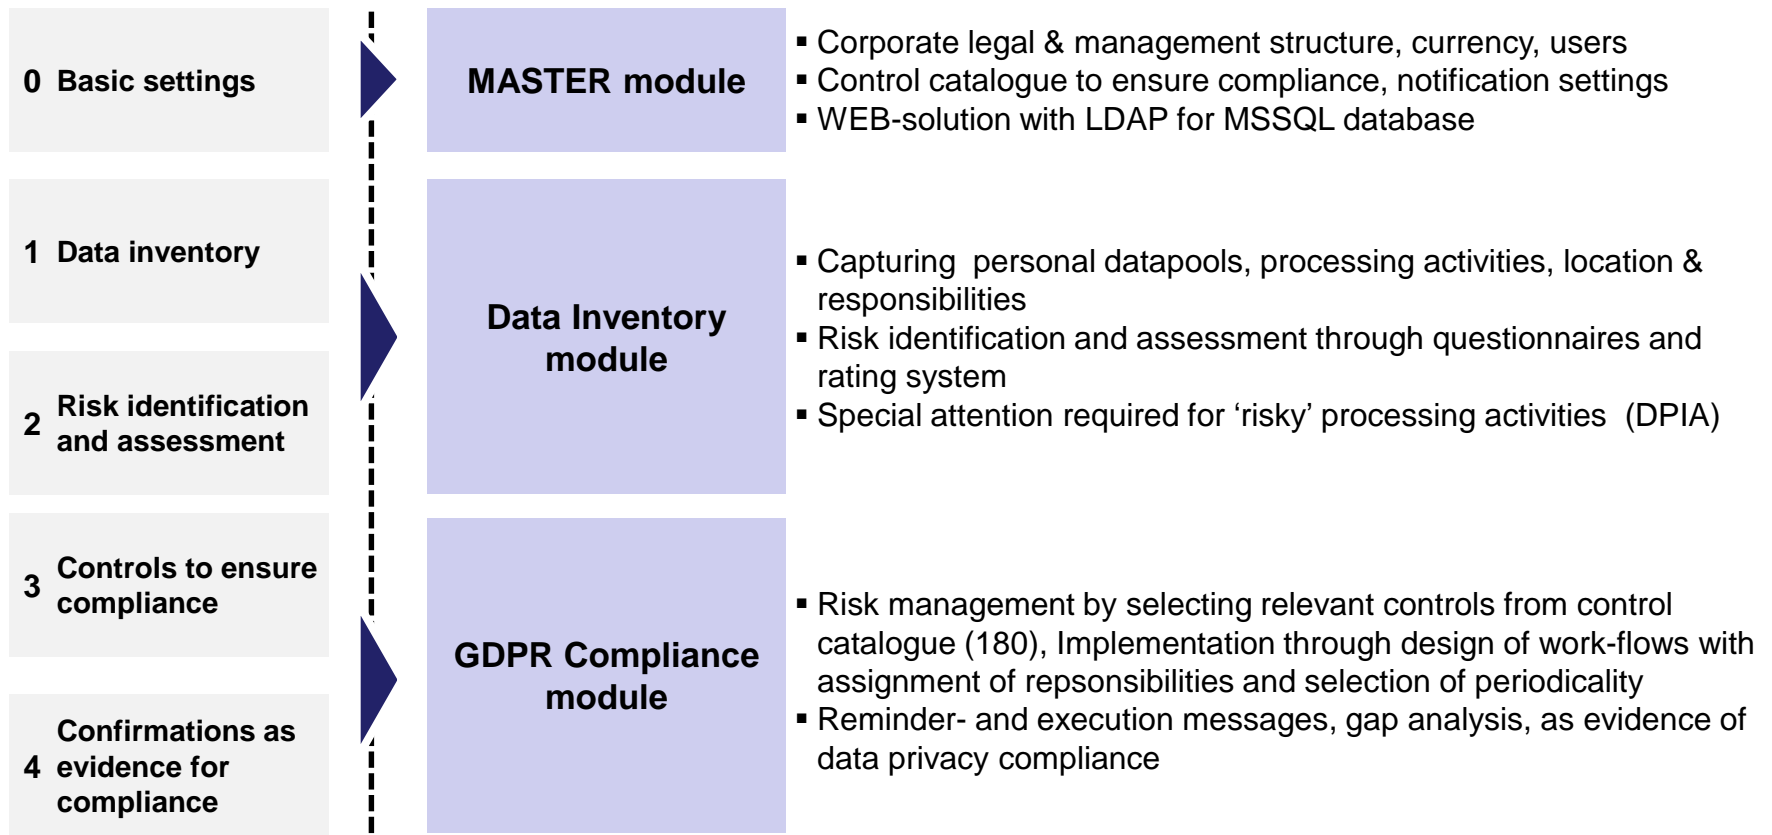 0 Basic settings
MASTER module
▪ Corporate legal & management structure, currency, users
▪ Control catalogue to ensure compliance, notification settings
▪ WEB-solution with LDAP for MSSQL database
1 Data inventory
2 Risk identification
and assessment
Data Inventory
module
▪ Capturing  personal datapools, processing activities, location &
responsibilities
▪ Risk identification and assessment through questionnaires and
rating system
▪ Special attention required for ‘risky’ processing activities  (DPIA)
3 Controls to ensure
compliance
4 Confirmations as
evidence for
compliance
GDPR Compliance
module
▪ Risk management by selecting relevant controls from control
catalogue (180), Implementation through design of work-flows with
assignment of repsonsibilities and selection of periodicality
▪ Reminder- and execution messages, gap analysis, as evidence of
data privacy compliance